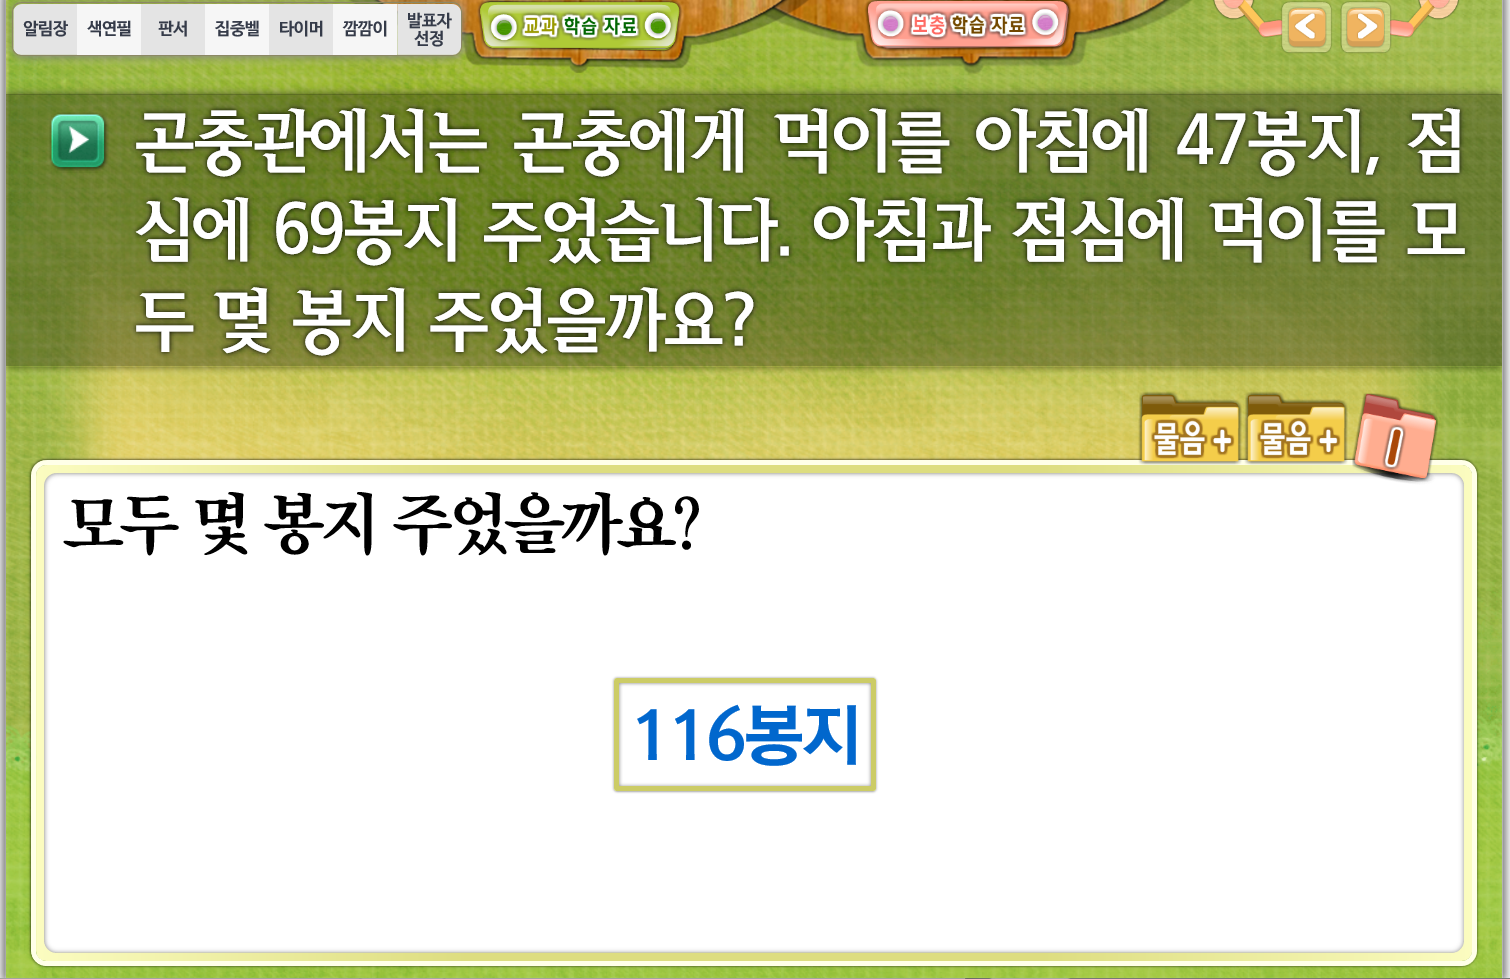 알림장 색연필 판서 집중벨 타이머 깜깜이 발표자 선정
교과 학습 자료
보충 학습 자료
곤충관에서는 곤충에게 먹이를 아침에 47봉지, 점
심에 69봉지 주었습니다. 아침과 점심에 먹이를 모
두 몇 봉지 주었을까요?
물음+ 물음+ 1
모두 몇 봉지 주었을까요?
116봉지